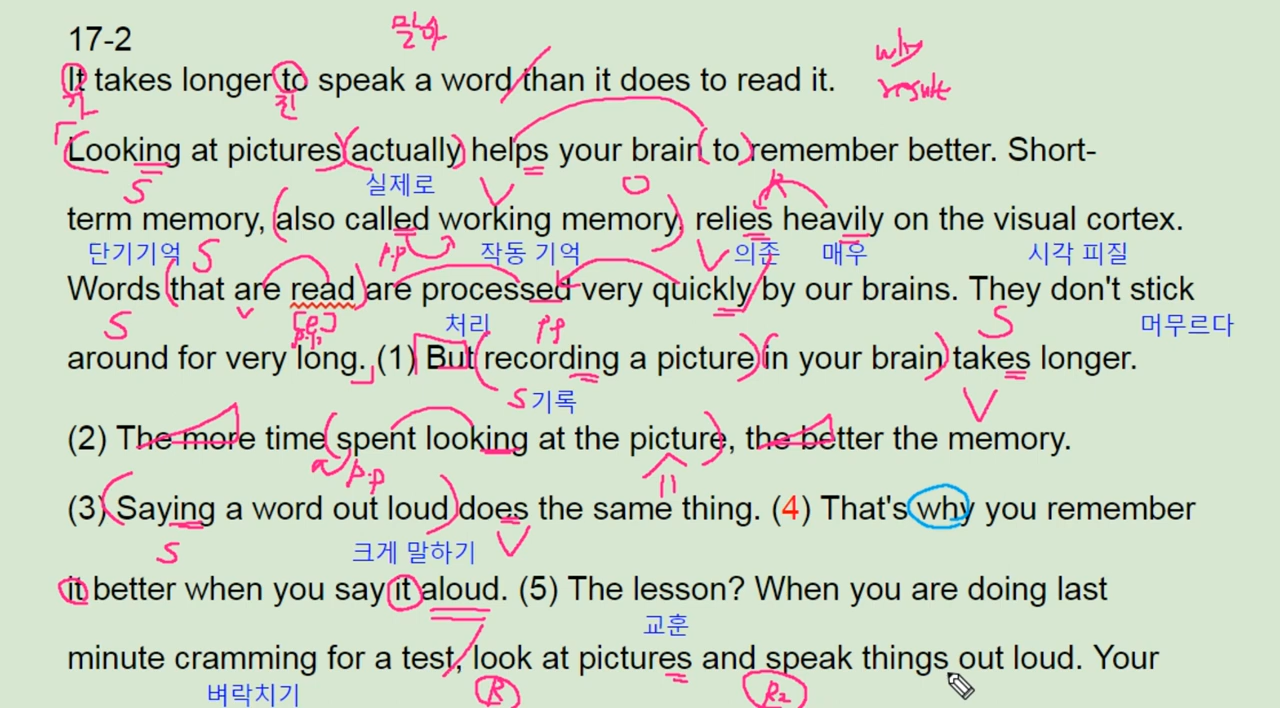 17-2
말하
why
It takes longer to speak a word than it does to read it.
result
가
진
Looking at pictures (actually) helps your brain (to) remember better. Short-
S 실제로 V O
term memory, (also called working memory) relies heavily on the visual cortex.
단기기억 S p.p 작동 기억 V 의존 매우 시각 피질
Words (that are read) are processed very quickly by our brains. They don't stick
S v [e] p.p 처리 pp S 머무르다
around for very long. (1) But (recording a picture) (in your brain) takes longer.
S 기록 V
(2) The more time (spent looking at the picture), the better the memory.
p.p
(3) (Saying a word out loud) does the same thing. (4) That's why you remember
S 크게 말하기 V
it better when you say it aloud. (5) The lesson? When you are doing last
교훈
minute cramming for a test, look at pictures and speak things out loud. Your
벼락치기 R R2